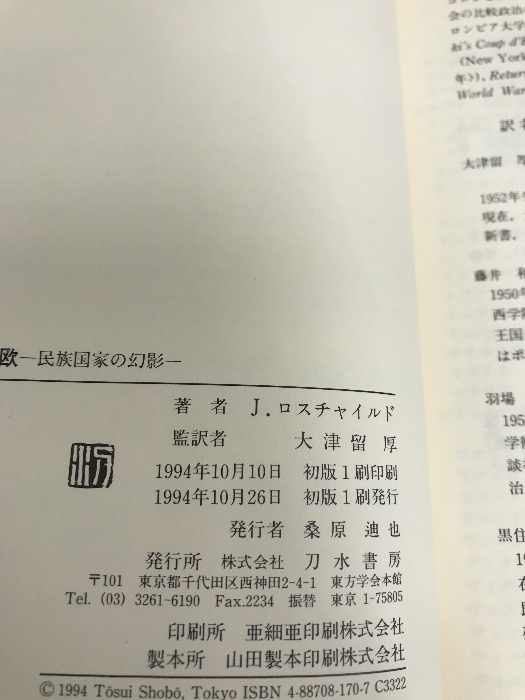 欧―民族国家の幻影―
著者 J.ロスチャイルド
監訳者 大津留厚
1994年10月10日 初版1刷印刷
1994年10月26日 初版1刷発行
発行者 桑原迪也
発行所 株式会社 刀水書房
〒101 東京都千代田区西神田2-4-1 東方学会本館
Tel. (03) 3261-6190 Fax.2234 振替 東京 1-75805
印刷所 亜細亜印刷株式会社
製本所 山田製本印刷株式会社
© 1994 Tōsui Shobō, Tokyo ISBN 4-88708-170-7 C3322
会の比較政治
ロンビア大学
ki's Coup d'
(New York
年〉), Retur
World War
訳
大津留
1952年
現在,
新書,
藤井
1950年
西学
王国
はポ
羽場
195
学術
談
治
黒住